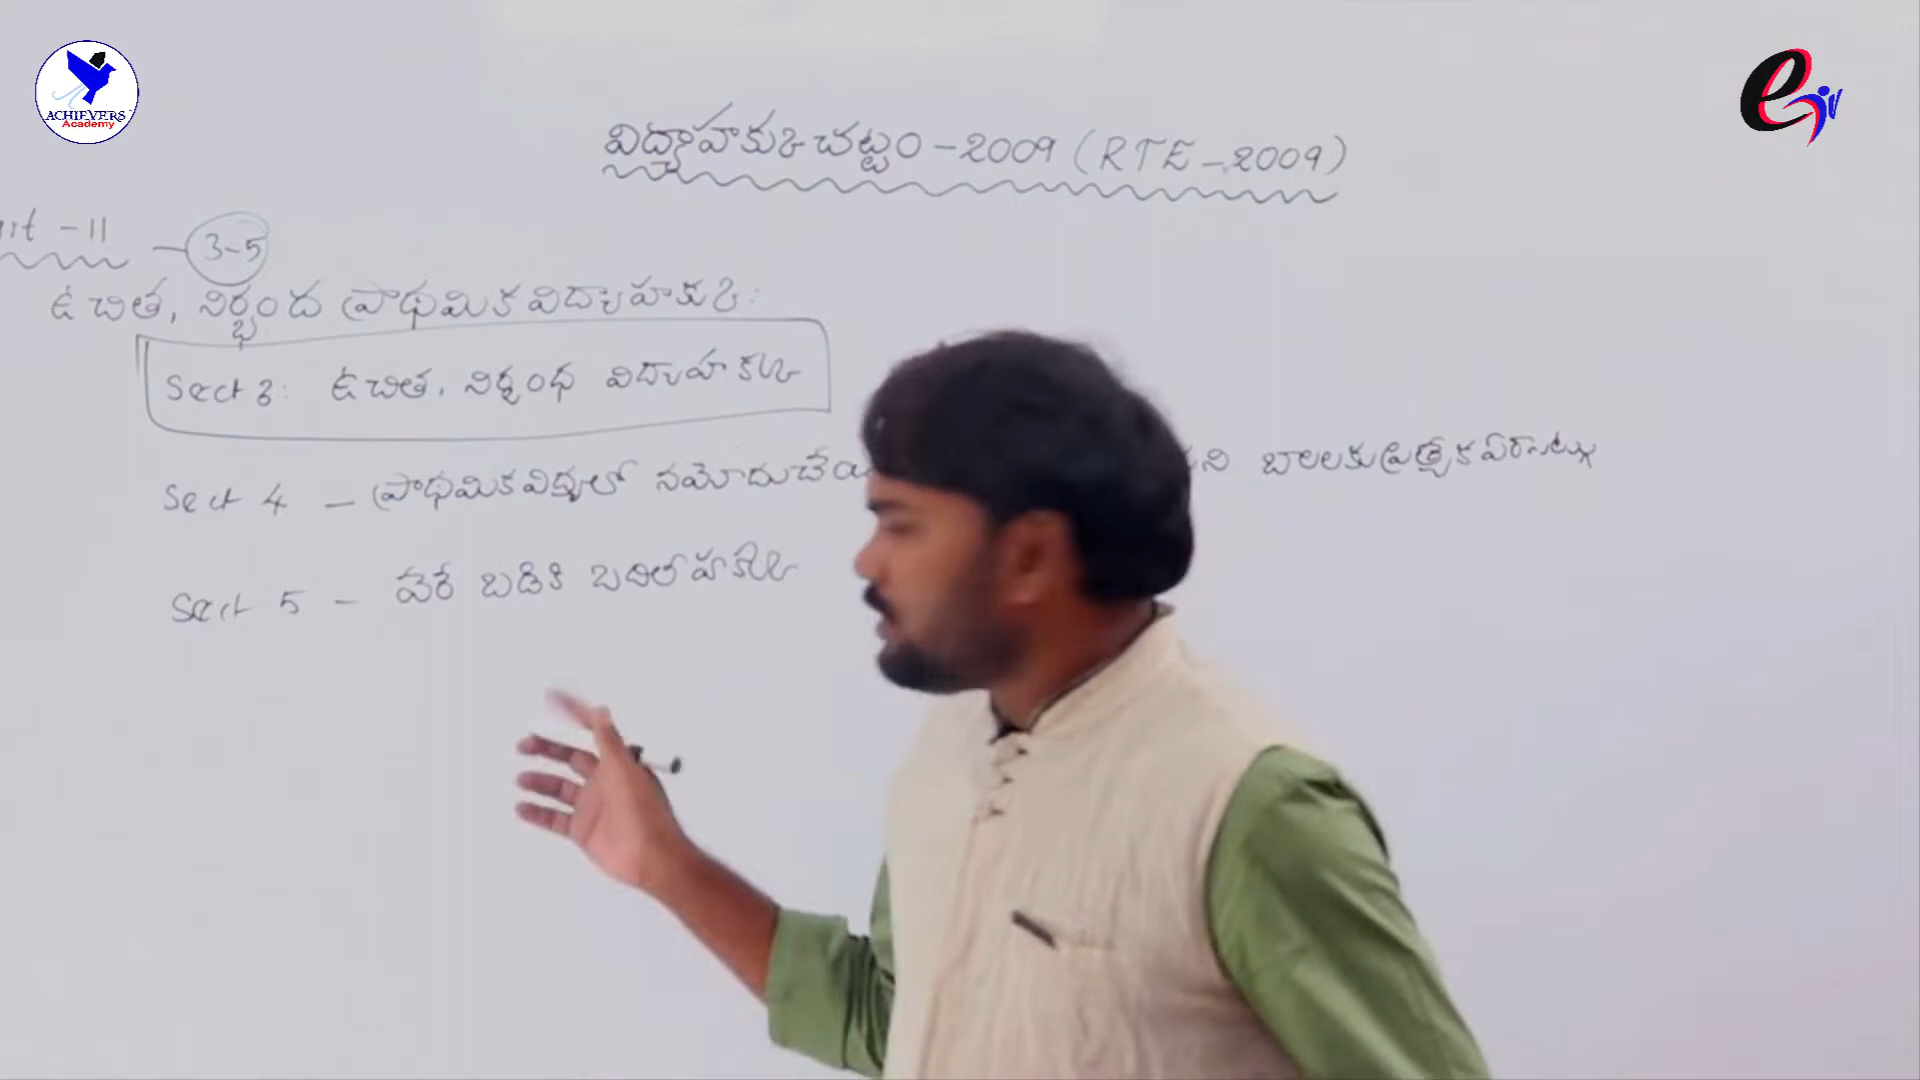 ACHIEVERS
Academy
విద్యాహక్కు చట్టం - 2009 (RTE - 2009)
- II - 3-5
ఉచిత, నిర్భంద ప్రాథమిక విద్యాహక్కు:
Sect 3: ఉచిత, నిర్భంధ విద్యాహక్కు
Sect 4 - ప్రాథమిక విద్యలో నమోదు బాలలకు ప్రత్యేక ఏర్పాట్లు
Sect 5 - వేరే బడికి బదిలీ హక్కు